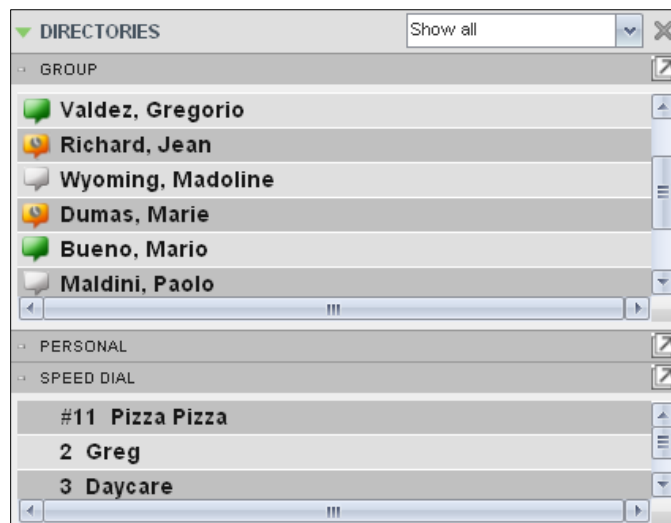 DIRECTORIES Show all
GROUP
Valdez, Gregorio
Richard, Jean
Wyoming, Madoline
Dumas, Marie
Bueno, Mario
Maldini, Paolo
PERSONAL
SPEED DIAL
#11 Pizza Pizza
2 Greg
3 Daycare